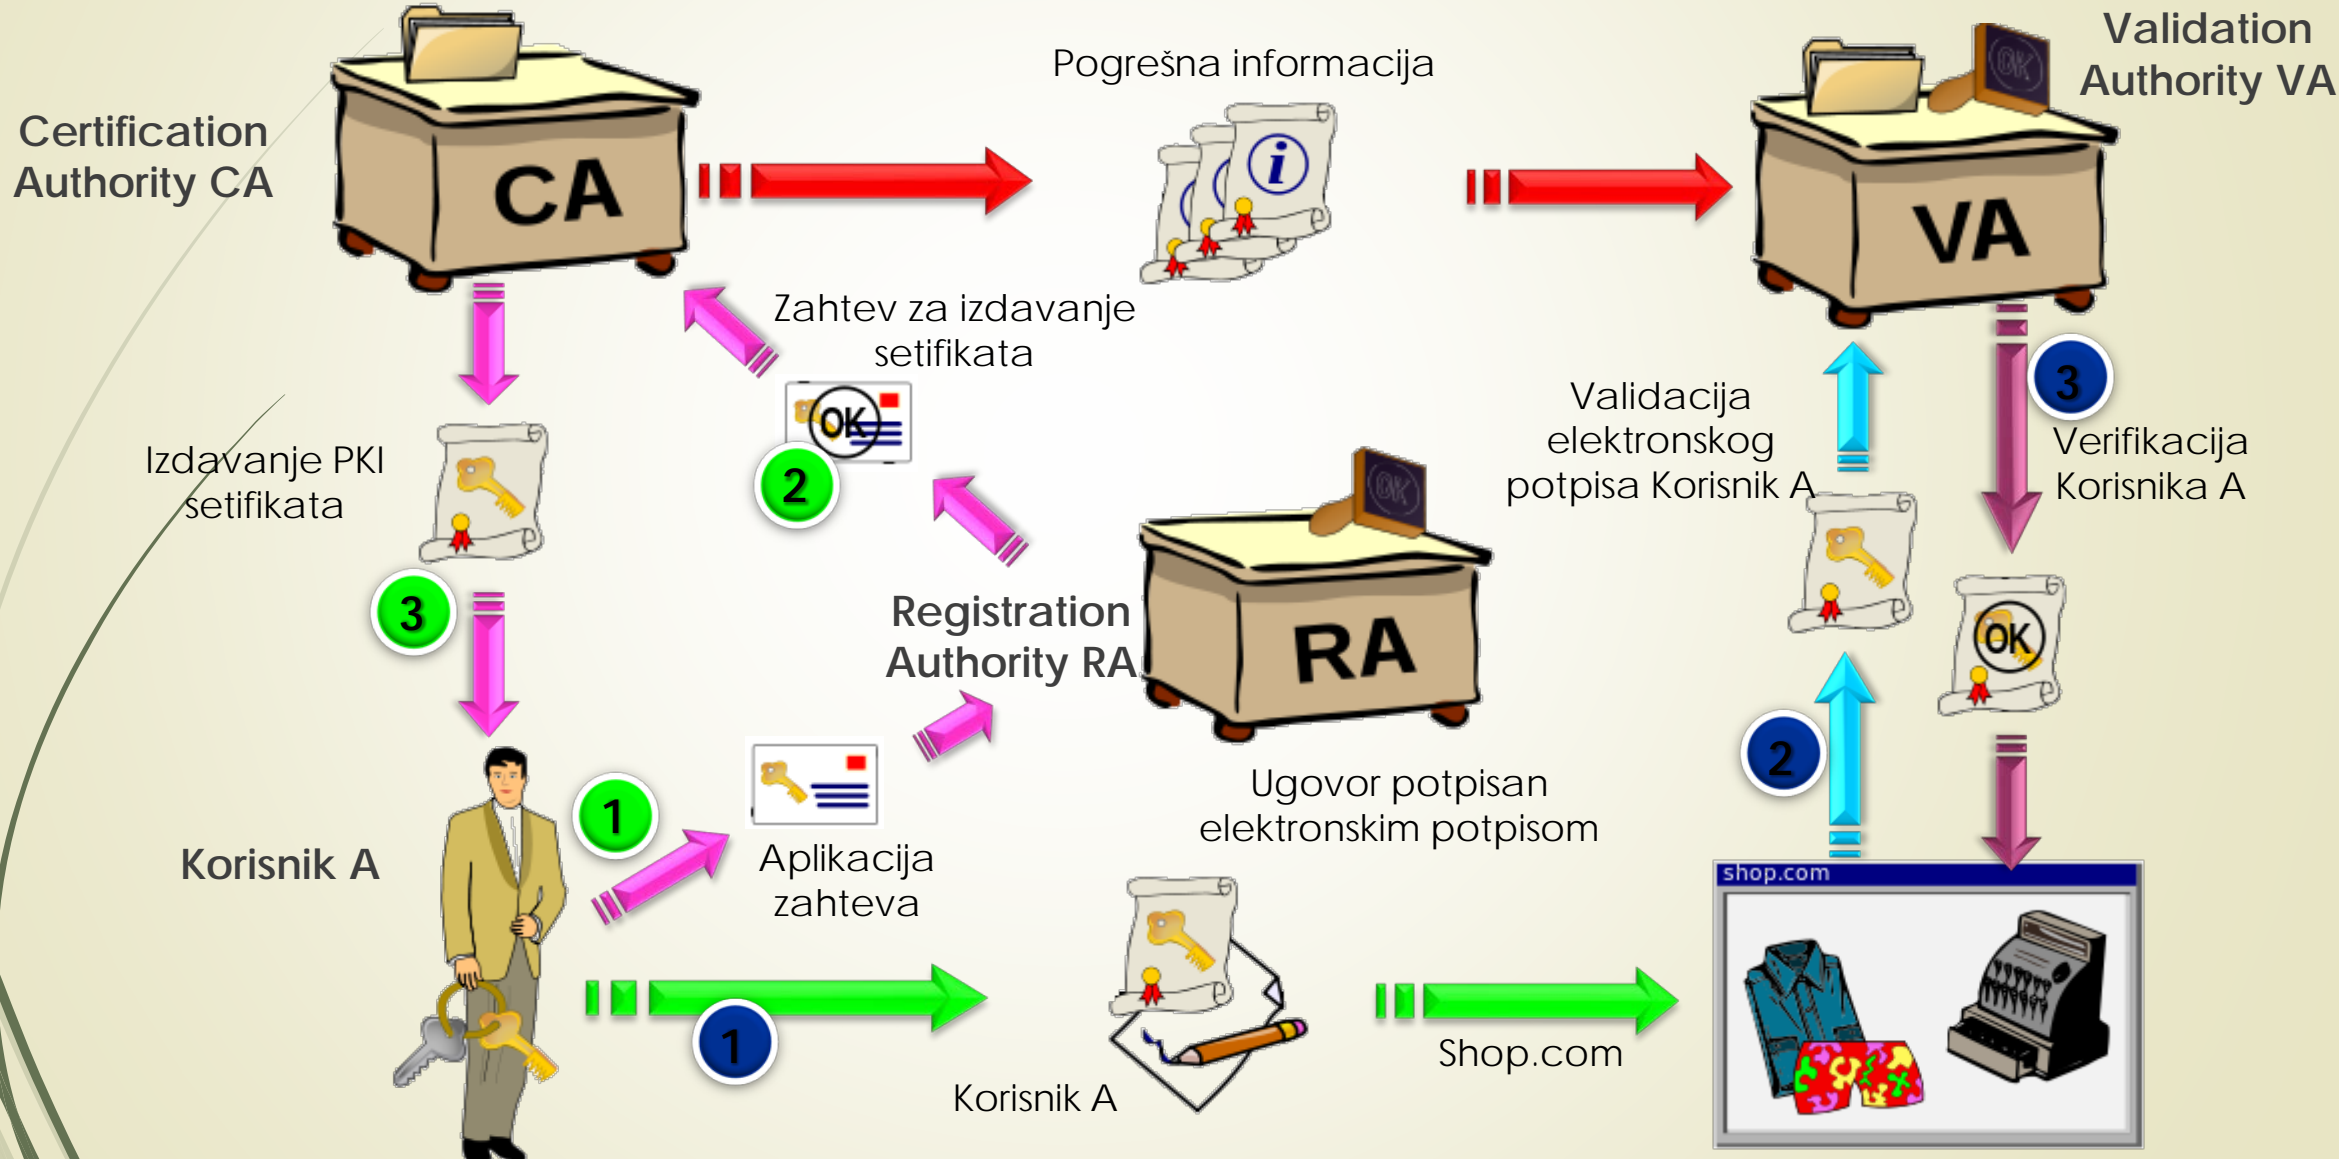 Certification
Authority CA
CA
Pogrešna informacija
i
Validation
Authority VA
OK
VA
Zahtev za izdavanje
setifikata
OK
2
Izdavanje PKI
setifikata
3
Validacija
elektronskog
potpisa Korisnik A
3
Verifikacija
Korisnika A
OK
Registration
Authority RA
OK
RA
2
Korisnik A
1
Aplikacija
zahteva
Ugovor potpisan
elektronskim potpisom
1
Korisnik A
Shop.com
shop.com